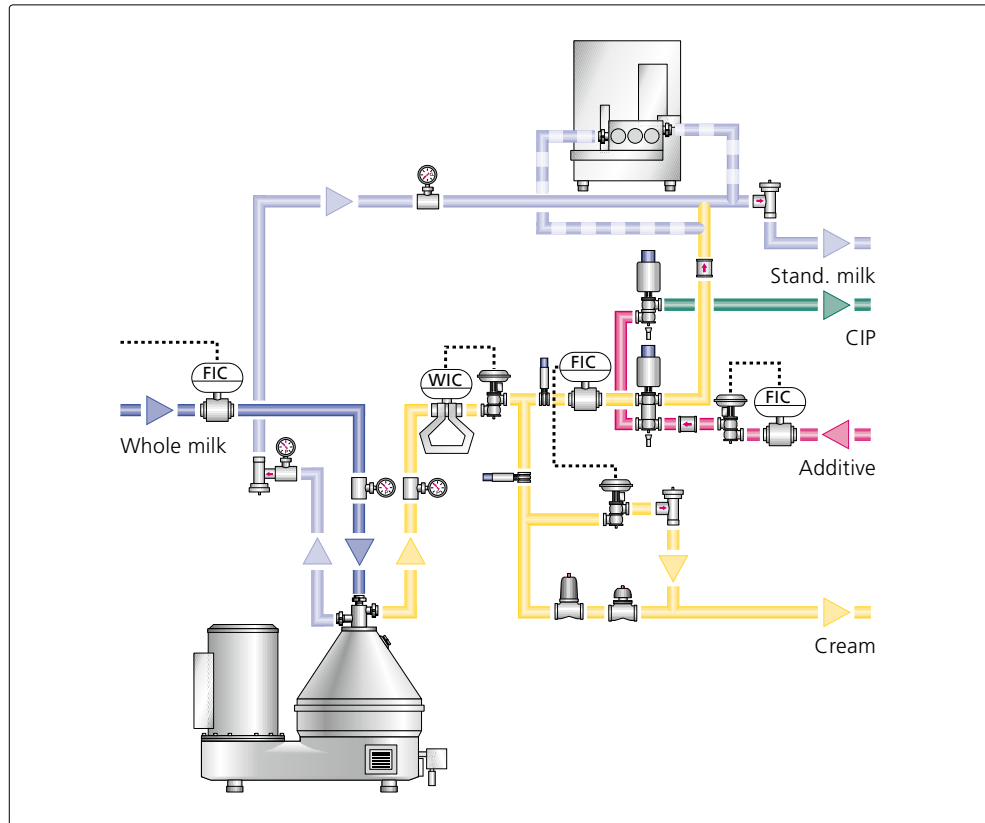 Stand. milk
CIP
FIC
WIC
FIC
FIC
Whole milk
Additive
Cream